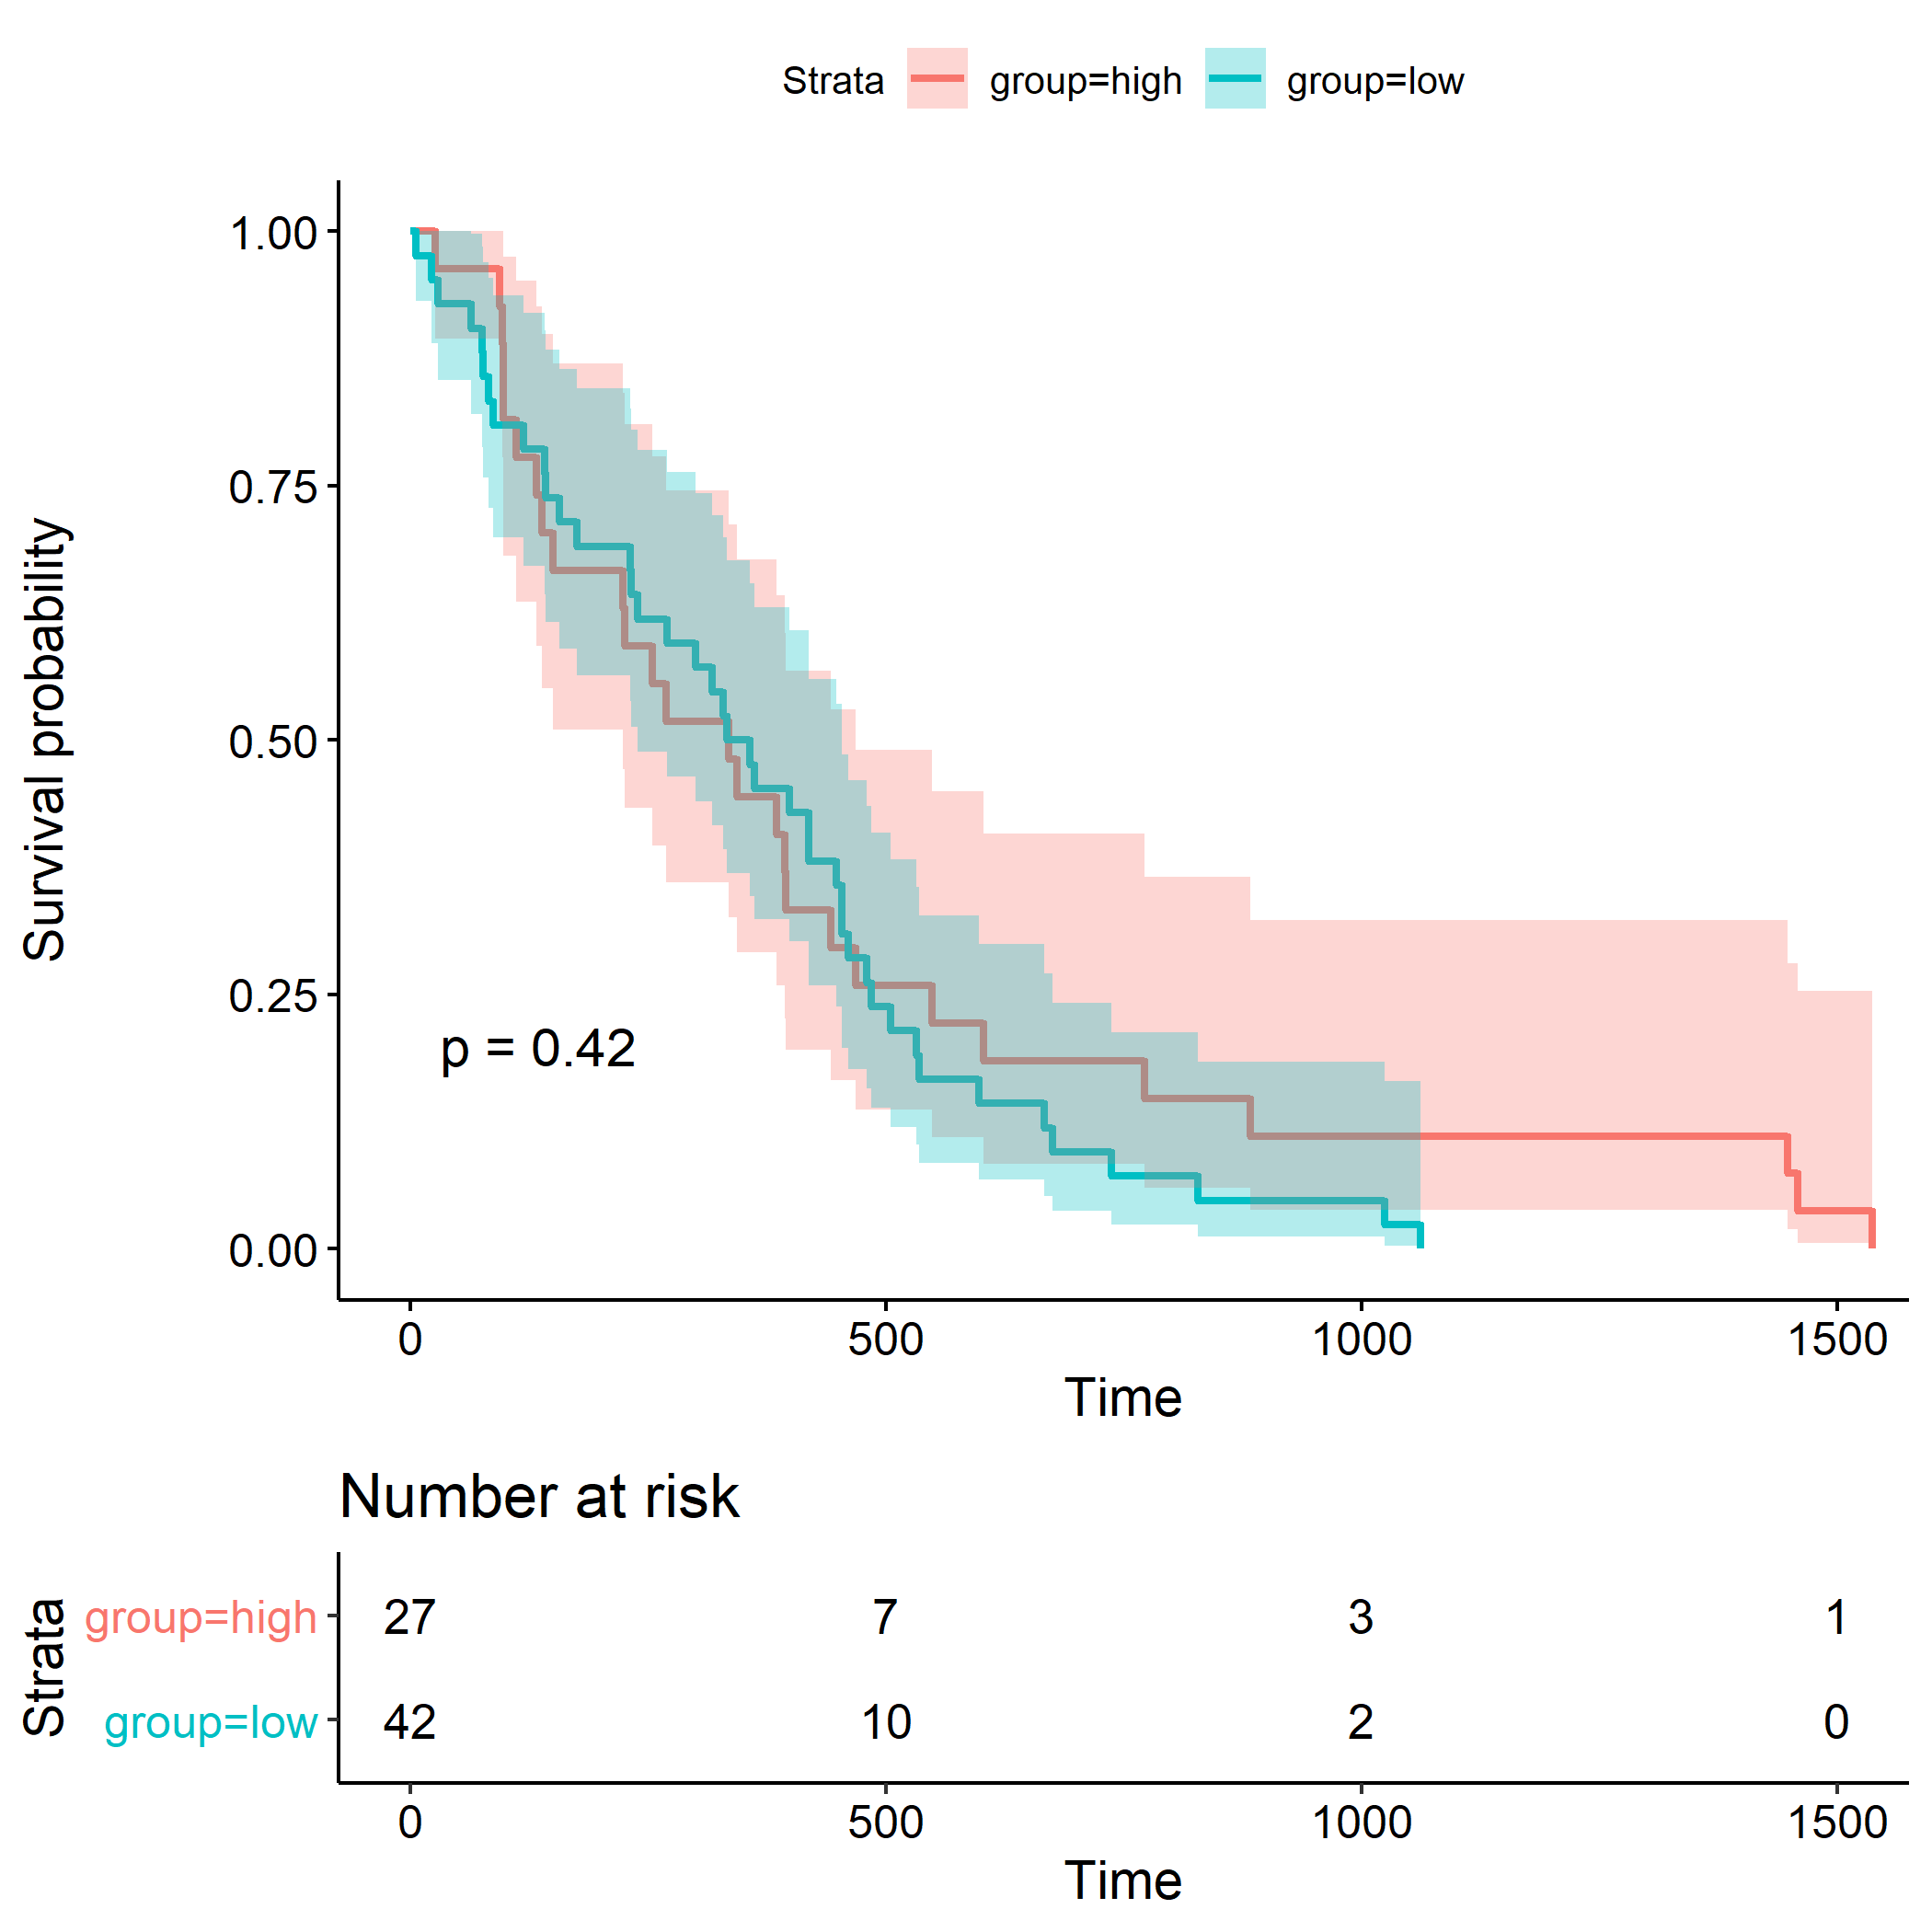 Strata group=high group=low
Survival probability
1.00
0.75
0.50
0.25
0.00
p = 0.42
0 500 1000 1500
Time
Number at risk
Strata
group=high 27 7 3 1
group=low 42 10 2 0
0 500 1000 1500
Time